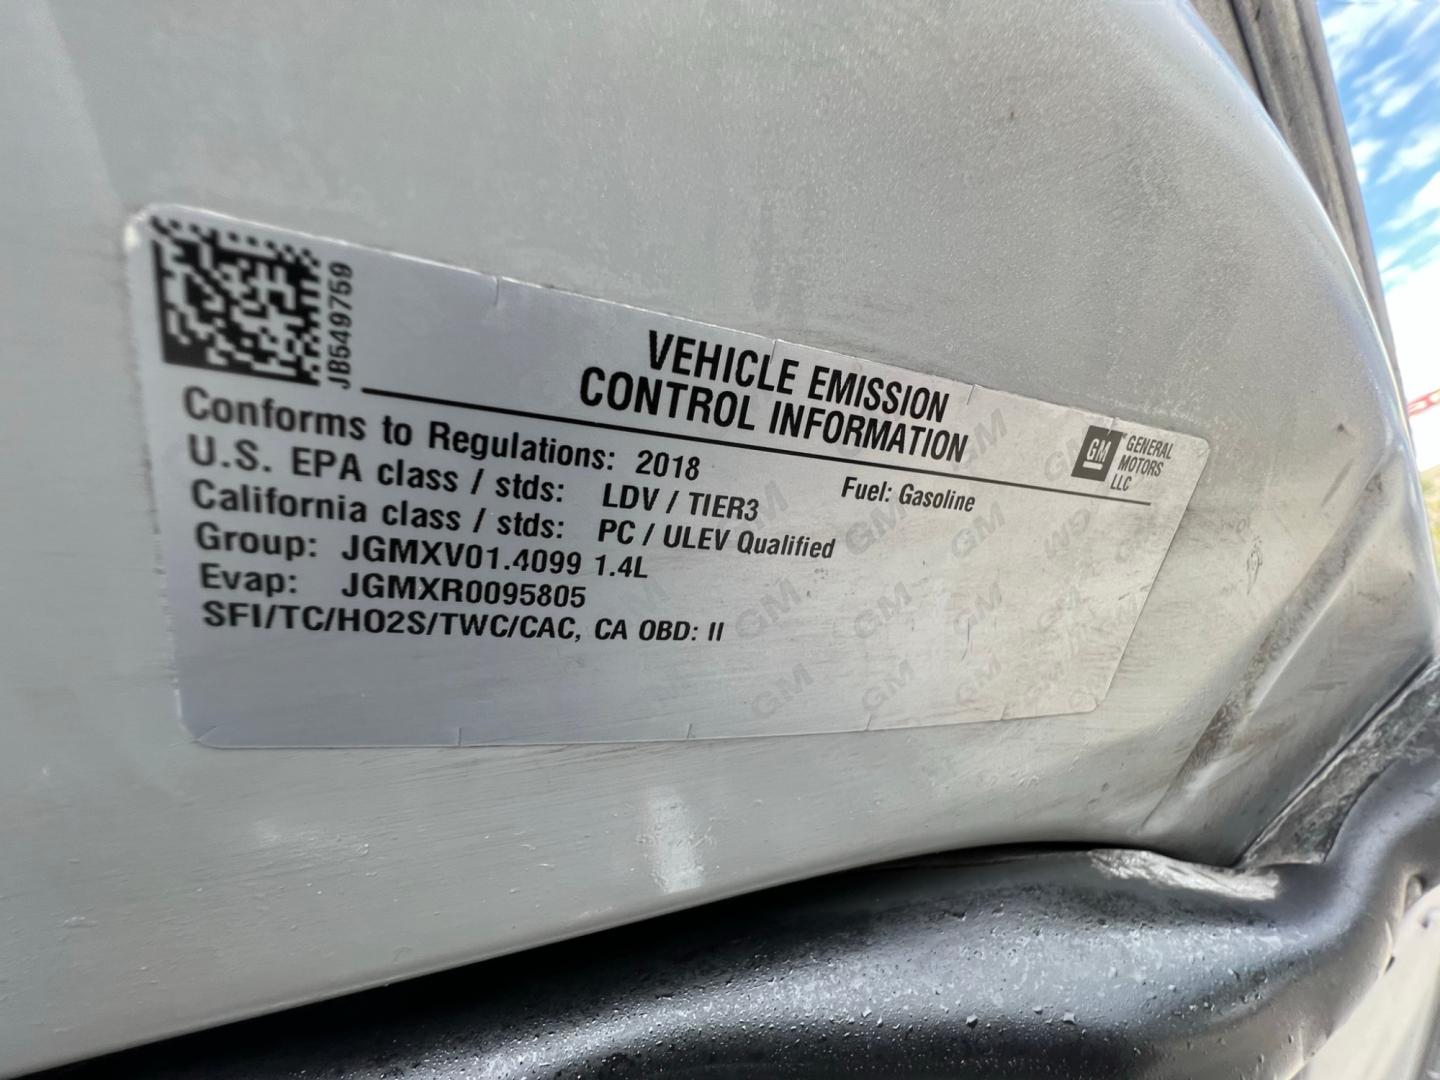 JB549759
VEHICLE EMISSION
CONTROL INFORMATION
GM GENERAL
MOTORS
LLC
Conforms to Regulations: 2018
Fuel: Gasoline
U.S. EPA class / stds: LDV / TIER3
California class / stds: PC / ULEV Qualified
Group: JGMXV01.4099 1.4L
Evap: JGMXR0095805
SFI/TC/HO2S/TWC/CAC, CA OBD: II